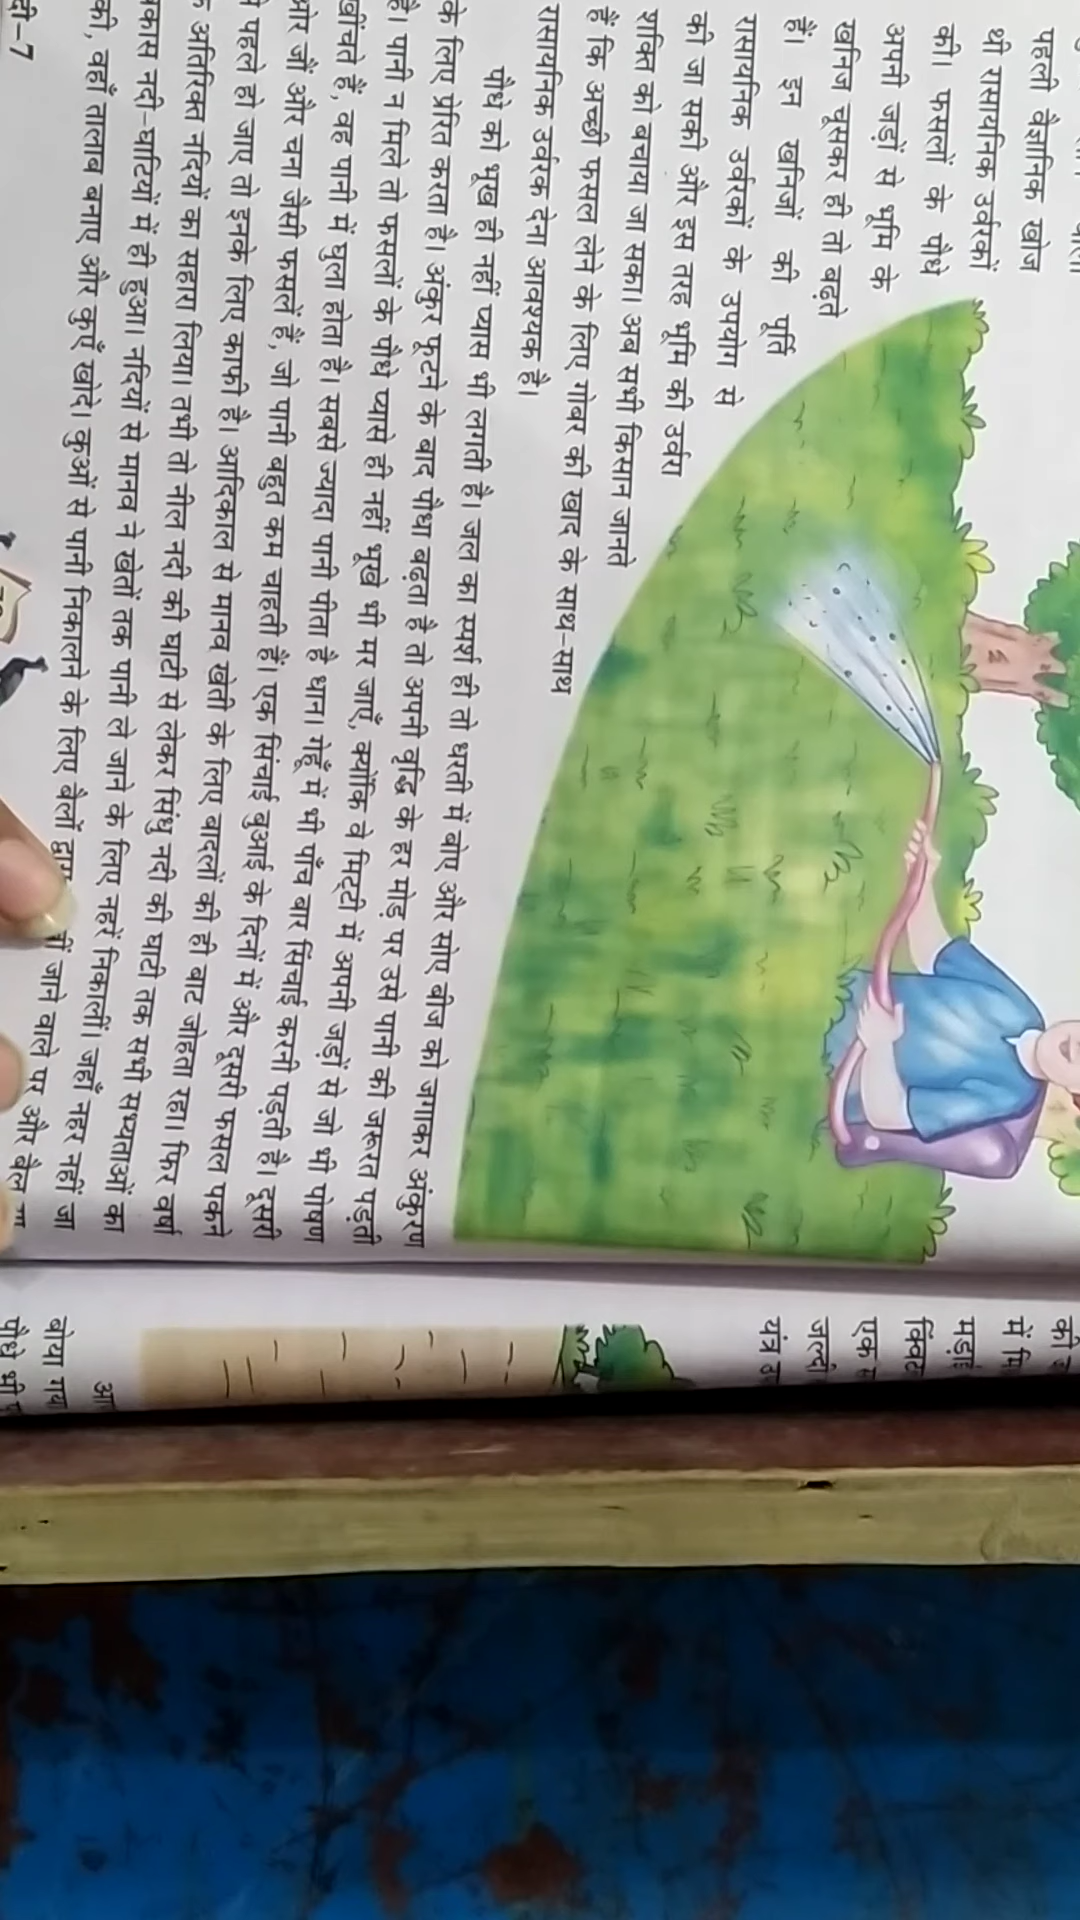 पहली वैज्ञानिक खोज
थी रासायनिक उर्वरकों
की। फसलों के पौधे
अपनी जड़ों से भूमि के
खनिज चूसकर ही तो बढ़ते
हैं। इन खनिजों की पूर्ति
रासायनिक उर्वरकों के उपयोग से
की जा सकी और इस तरह भूमि की उर्वरा
शक्ति को बचाया जा सका। अब सभी किसान जानते
हैं कि अच्छी फसल लेने के लिए गोबर की खाद के साथ-साथ
रासायनिक उर्वरक देना आवश्यक है।
पौधे को भूख ही नहीं प्यास भी लगती है। जल का स्पर्श ही तो धरती में बोए और सोए बीज को जगाकर अंकुरण
के लिए प्रेरित करता है। अंकुर फूटने के बाद पौधा बढ़ता है तो अपनी वृद्धि के हर मोड़ पर उसे पानी की जरूरत पड़ती
है। पानी न मिले तो फसलों के पौधे प्यासे ही नहीं भूखे भी मर जाएँ, क्योंकि वे मिट्टी में अपनी जड़ों से जो भी पोषण
खींचते हैं, वह पानी में घुला होता है। सबसे ज्यादा पानी पीता है धान। गेहूँ में भी पाँच बार सिंचाई करनी पड़ती है। दूसरी
ओर जौ और चना जैसी फसलें हैं, जो पानी बहुत कम चाहती हैं। एक सिंचाई बुआई के दिनों में और दूसरी फसल पकने
पहले हो जाए तो इनके लिए काफी है। आदिकाल से मानव खेती के लिए बादलों की ही बाट जोहता रहा। फिर वर्षा
अतिरिक्त नदियों का सहारा लिया। तभी तो नील नदी की घाटी से लेकर सिंधु नदी की घाटी तक सभी सभ्यताओं का
नदी-घाटियों में ही हुआ। नदियों से मानव ने खेतों तक पानी ले जाने के लिए नहरें निकालीं। जहाँ नहर नहीं जा
की, वहाँ तालाब बनाए और कुएँ खोदे। कुओं से पानी निकालने के लिए बैलों जाने वाले पुर और बैल
-7
में
एक
जल्दी
यंत्र
बोया गया
पौधे भी